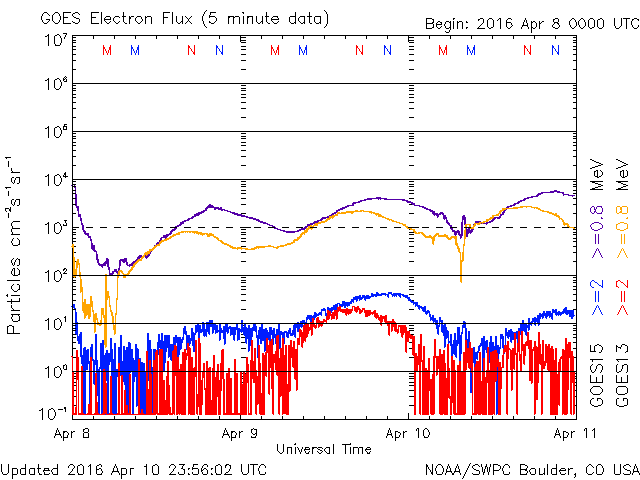 GOES Electron Flux (5 minute data)
Begin: 2016 Apr 8 0000 UTC
10⁷
M M N N M M N N M M N N
10⁶
10⁵
10⁴
10³
10²
10¹
10⁰
10⁻¹
Particles cm⁻²s⁻¹sr⁻¹
Apr 8 Apr 9 Apr 10 Apr 11
Universal Time
GOES15 >=2 >=0.8 MeV
GOES13 >=2 >=0.8 MeV
Updated 2016 Apr 10 23:56:02 UTC
NOAA/SWPC Boulder, CO USA